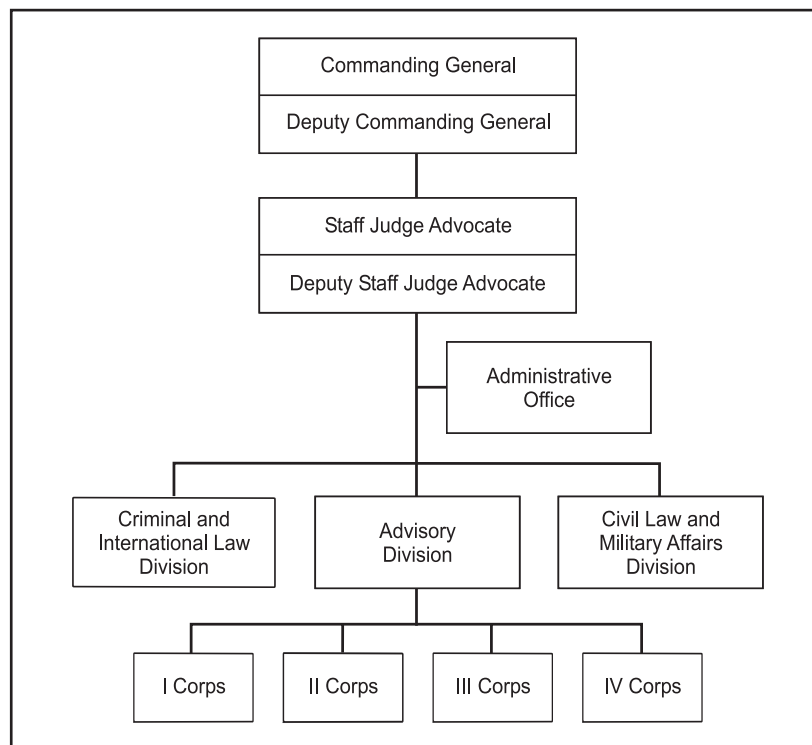 Commanding General
Deputy Commanding General
Staff Judge Advocate
Deputy Staff Judge Advocate
Administrative
Office
Criminal and
International Law
Division
Advisory
Division
Civil Law and
Military Affairs
Division
I Corps
II Corps
III Corps
IV Corps